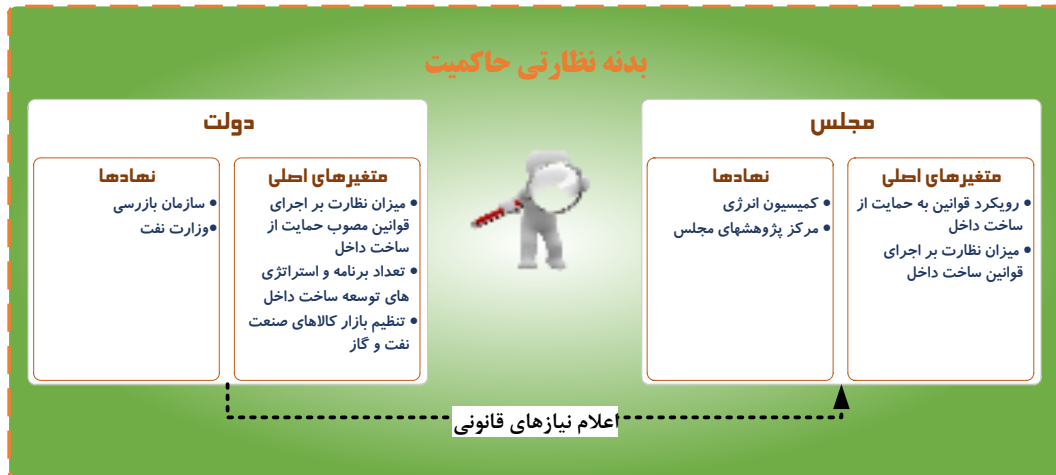 بدنه نظارتی حاکمیت
مجلس
متغیرهای اصلی
• رویکرد قوانین به حمایت از
ساخت داخل
• میزان نظارت بر اجرای
قوانین ساخت داخل
نهادها
• کمیسیون انرژی
• مرکز پژوهشهای مجلس
دولت
متغیرهای اصلی
• میزان نظارت بر اجرای
قوانین مصوب حمایت از
ساخت داخل
• تعداد برنامه و استراتژی
های توسعه ساخت داخل
• تنظیم بازار کالاهای صنعت
نفت و گاز
نهادها
• سازمان بازرسی
•وزارت نفت
اعلام نیازهای قانونی